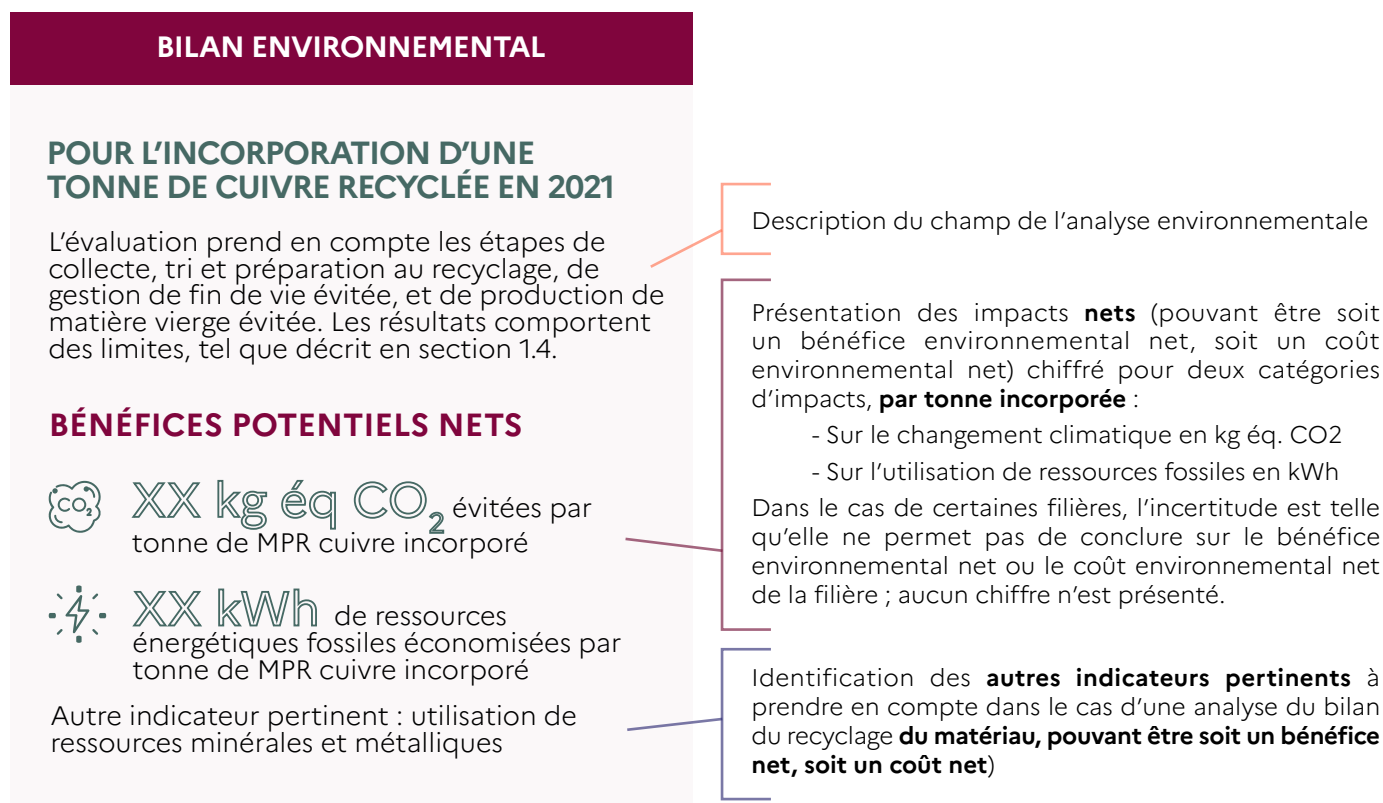 BILAN ENVIRONNEMENTAL
POUR L’INCORPORATION D’UNE
TONNE DE CUIVRE RECYCLÉE EN 2021
L’évaluation prend en compte les étapes de
collecte, tri et préparation au recyclage, de
gestion de fin de vie évitée, et de production de
matière vierge évitée. Les résultats comportent
des limites, tel que décrit en section 1.4.
BÉNÉFICES POTENTIELS NETS
CO₂
XX kg éq CO₂ évitées par
tonne de MPR cuivre incorporé
XX kWh de ressources
énergétiques fossiles économisées par
tonne de MPR cuivre incorporé
Autre indicateur pertinent : utilisation de
ressources minérales et métalliques
Description du champ de l’analyse environnementale
Présentation des impacts nets (pouvant être soit
un bénéfice environnemental net, soit un coût
environnemental net) chiffré pour deux catégories
d’impacts, par tonne incorporée :
- Sur le changement climatique en kg éq. CO2
- Sur l’utilisation de ressources fossiles en kWh
Dans le cas de certaines filières, l’incertitude est telle
qu’elle ne permet pas de conclure sur le bénéfice
environnemental net ou le coût environnemental net
de la filière ; aucun chiffre n’est présenté.
Identification des autres indicateurs pertinents à
prendre en compte dans le cas d’une analyse du bilan
du recyclage du matériau, pouvant être soit un bénéfice
net, soit un coût net)